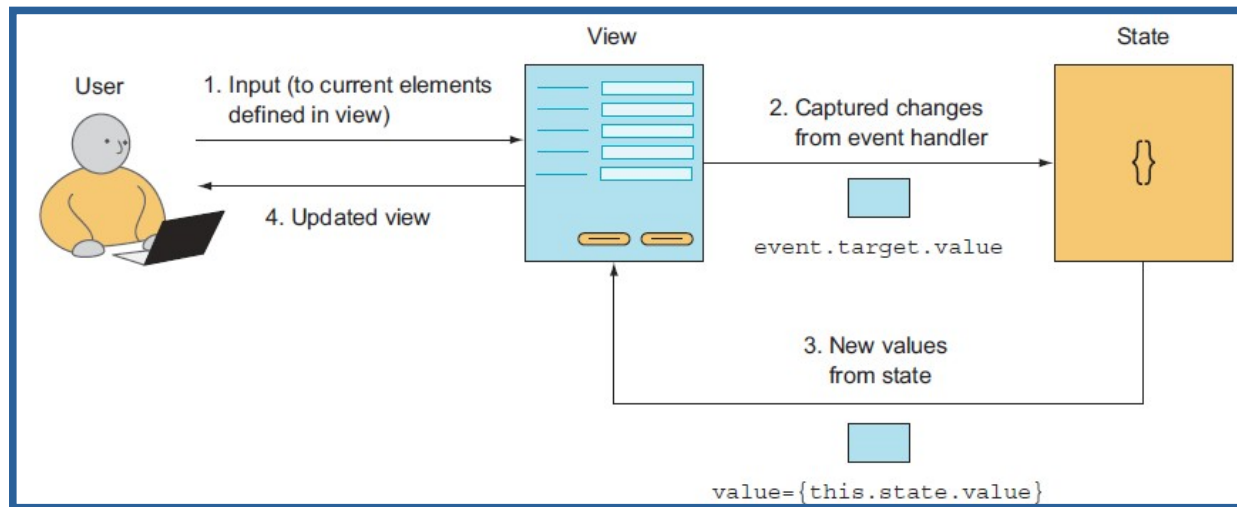 View
State
User
1. Input (to current elements
defined in view)
2. Captured changes
from event handler
{}
4. Updated view
event.target.value
3. New values
from state
value={this.state.value}